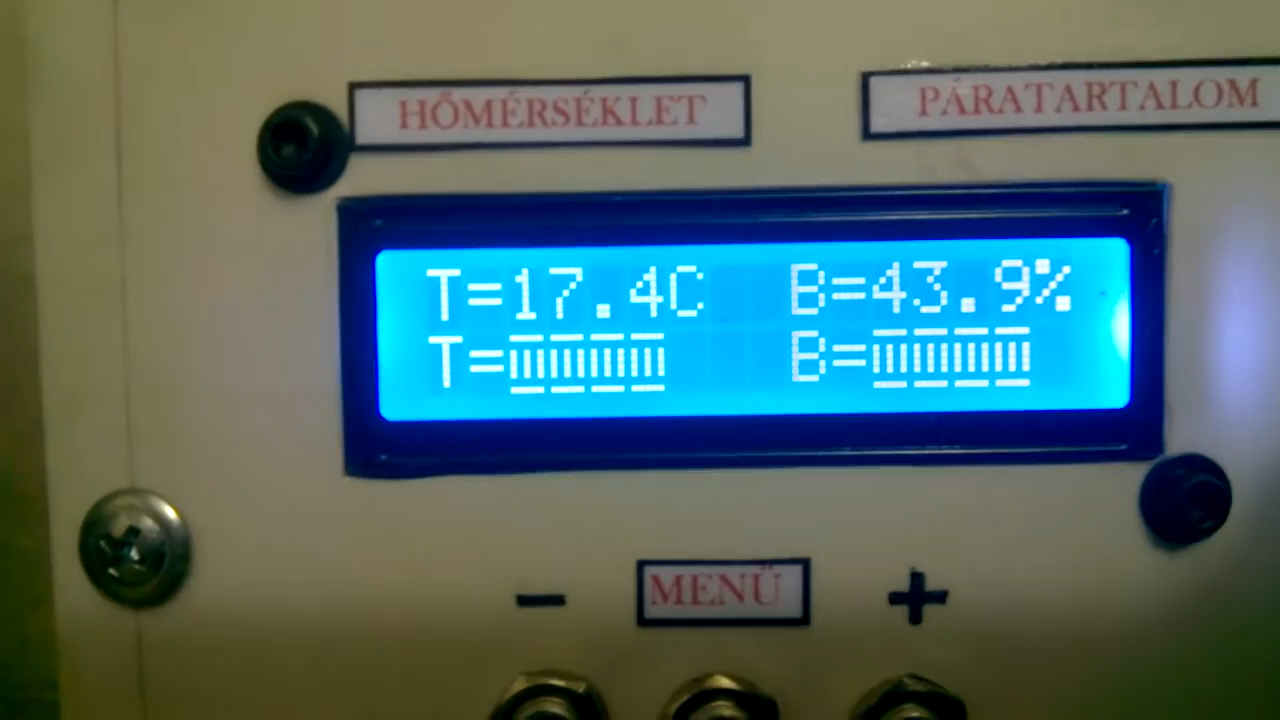 HŐMÉRSÉKLET PÁRATARTALOM
T=17.4C B=43.9%
T= B=
- MENÜ +